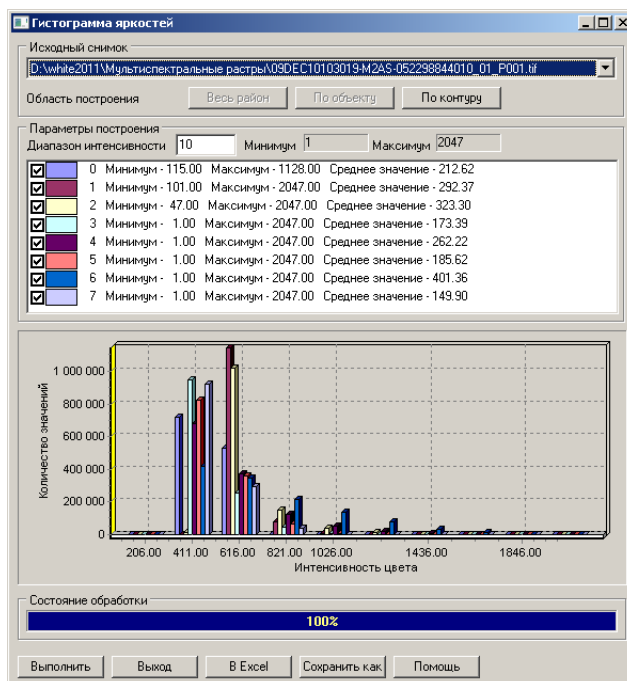 Гистограмма яркостей
Исходный снимок
D:\white2011\Мультиспектральные растры\09DEC10103019-M2AS-052298844010_01_P001.tif
Область построения Весь район По объекту По контуру
Параметры построения
Диапазон интенсивности 10 Минимум 1 Максимум 2047
0 Минимум - 115.00 Максимум - 1128.00 Среднее значение - 212.62
1 Минимум - 101.00 Максимум - 2047.00 Среднее значение - 292.37
2 Минимум - 47.00 Максимум - 2047.00 Среднее значение - 323.30
3 Минимум - 1.00 Максимум - 2047.00 Среднее значение - 173.39
4 Минимум - 1.00 Максимум - 2047.00 Среднее значение - 262.22
5 Минимум - 1.00 Максимум - 2047.00 Среднее значение - 185.62
6 Минимум - 1.00 Максимум - 2047.00 Среднее значение - 401.36
7 Минимум - 1.00 Максимум - 2047.00 Среднее значение - 149.90
Количество значений
1 000 000
800 000
600 000
400 000
200 000
0
206.00 411.00 616.00 821.00 1026.00 1436.00 1846.00
Интенсивность цвета
Состояние обработки
100%
Выполнить Выход В Excel Сохранить как Помощь